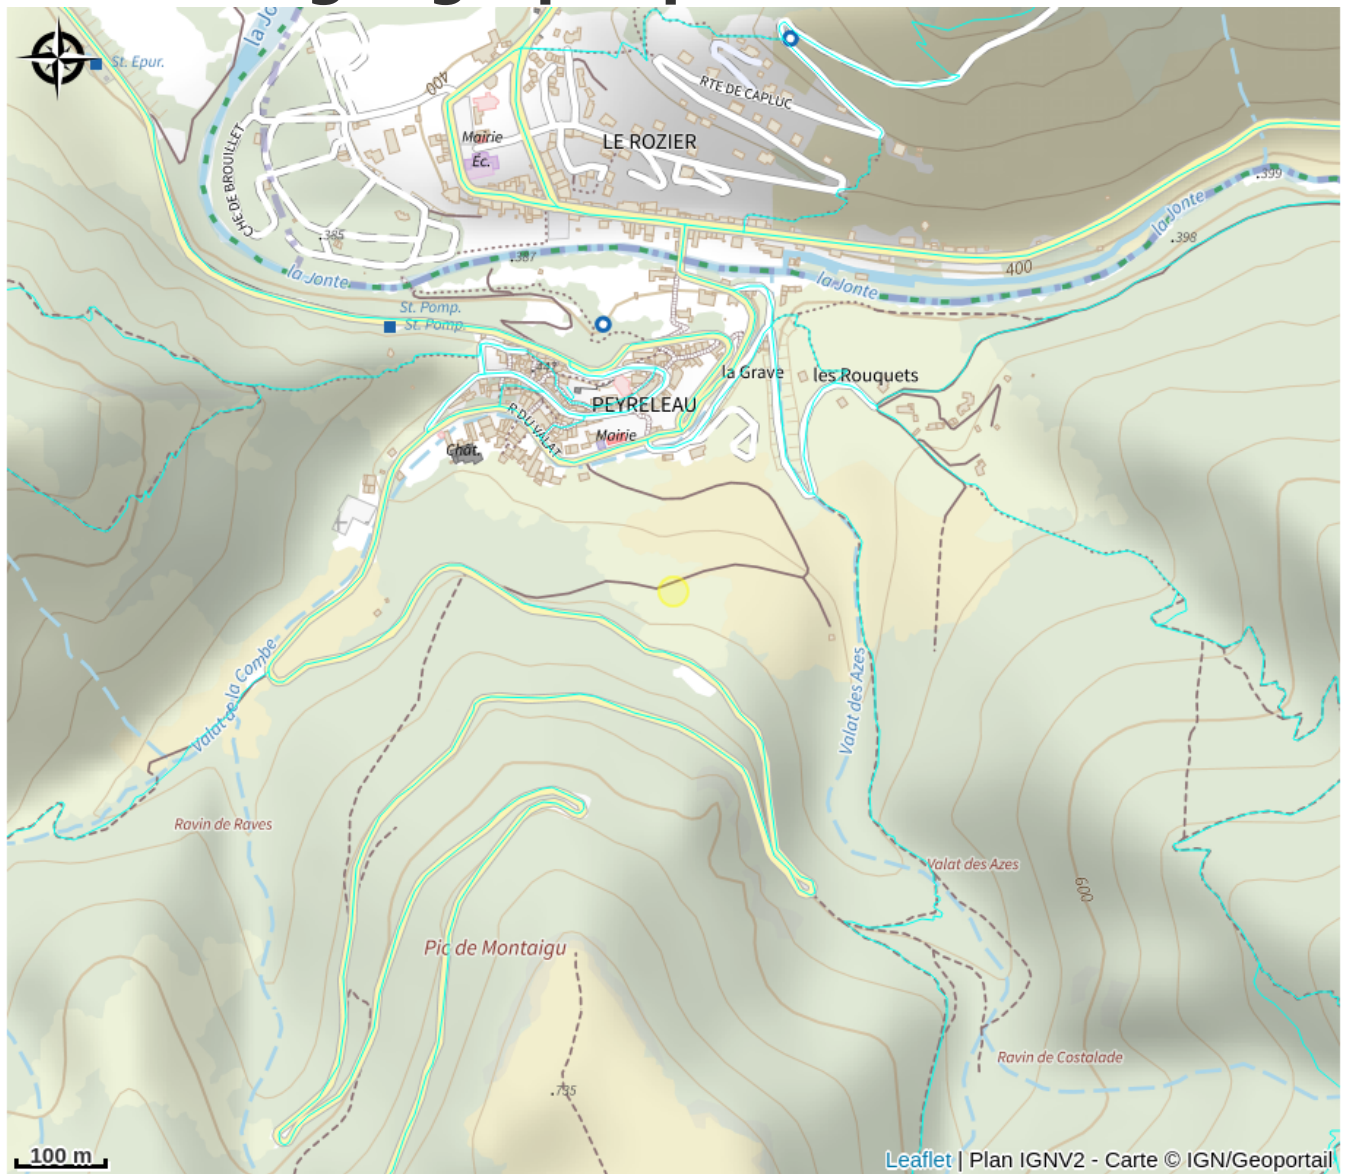 la Jo
St. Epur.
400
RTE DE CAPLUC
Mairie
LE ROZIER
Éc.
CHE DE BROUILLET
.399
la Jonte
.385
.398
.387
400
la Jonte
la Jonte
St. Pomp.
St. Pomp.
.443
la Grave
les Rouquets
PEYRELEAU
R DU VALAT
Mairie
Chât.
Valat de la Combe
Valat des Azes
Ravin de Raves
Valat des Azes
600
Pic de Montaigu
Ravin de Costalade
.735
100 m
Leaflet | Plan IGNV2 - Carte © IGN/Geoportail